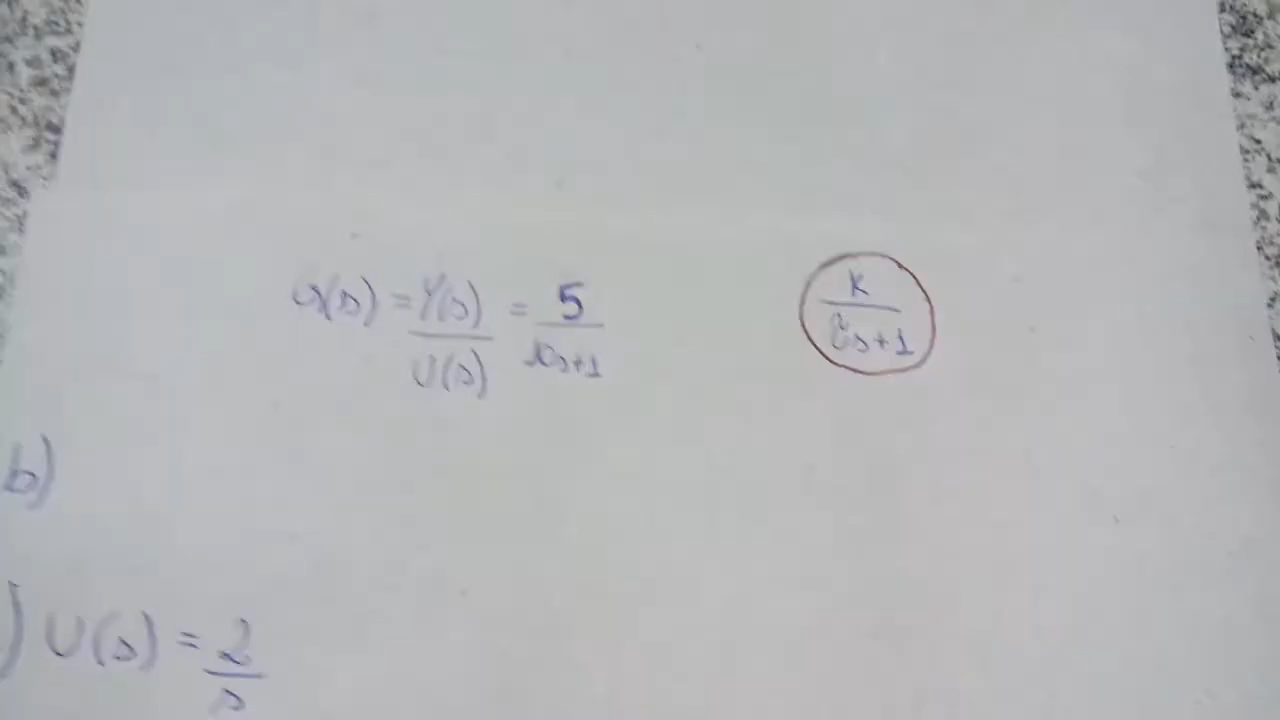 G(s) = Y(s)/U(s) = 5/10s+1
K/τs+1
b)
) U(s) = 2/s